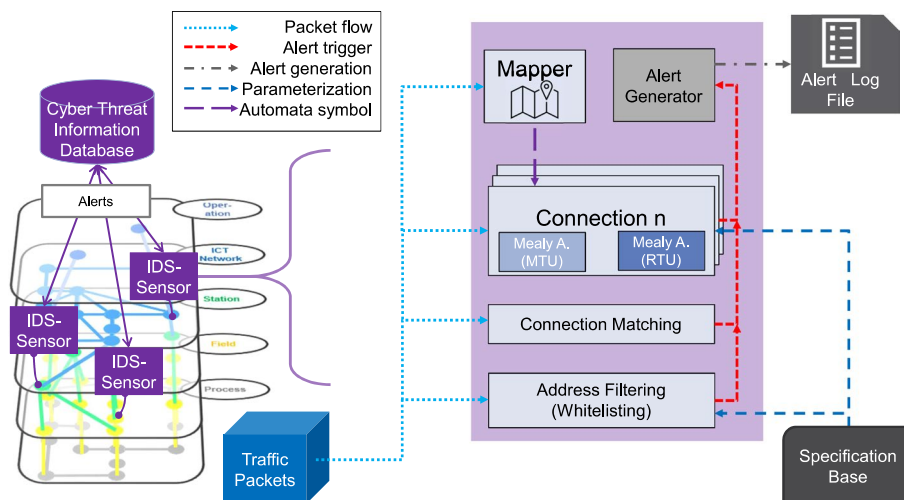 Packet flow
Alert trigger
Alert generation
Parameterization
Automata symbol
Cyber Threat
Information
Database
Alerts
Uper-
ation
ICT
Network
IDS-
Sensor
Station
IDS-
Sensor
Field
IDS-
Sensor
Process
Traffic
Packets
Mapper
Alert
Generator
Alert Log
File
Connection n
Mealy A.
(MTU)
Mealy A.
(RTU)
Connection Matching
Address Filtering
(Whitelisting)
Specification
Base